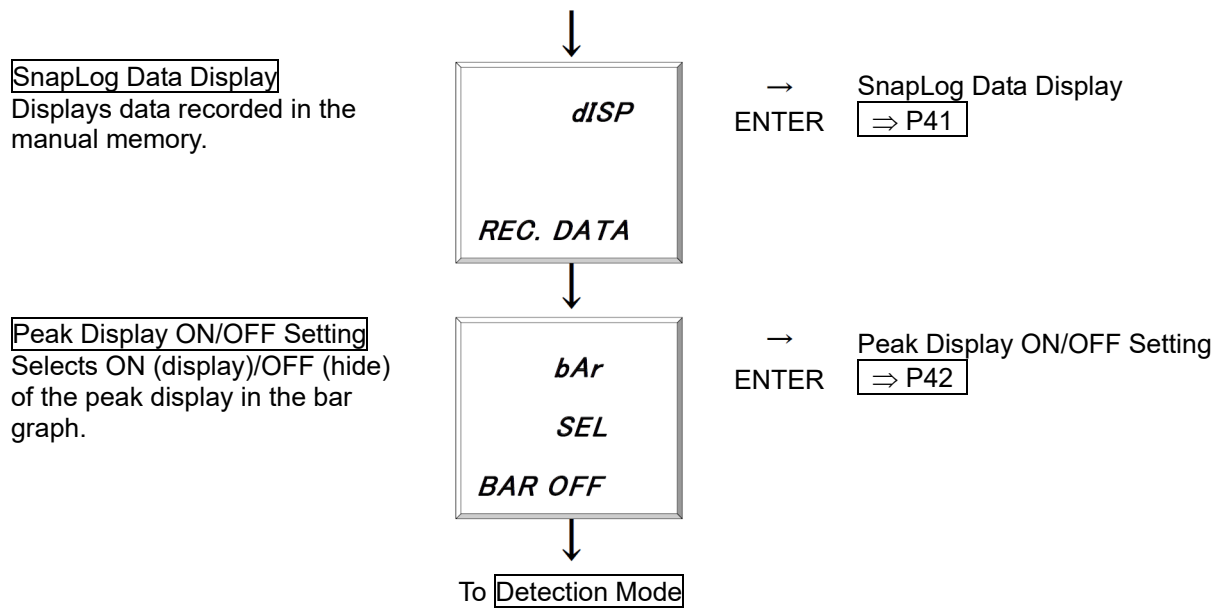 SnapLog Data Display
Displays data recorded in the
manual memory.
dISP
REC. DATA
→
ENTER
SnapLog Data Display
⇒ P41
Peak Display ON/OFF Setting
Selects ON (display)/OFF (hide)
of the peak display in the bar
graph.
bAr
SEL
BAR OFF
→
ENTER
Peak Display ON/OFF Setting
⇒ P42
To Detection Mode